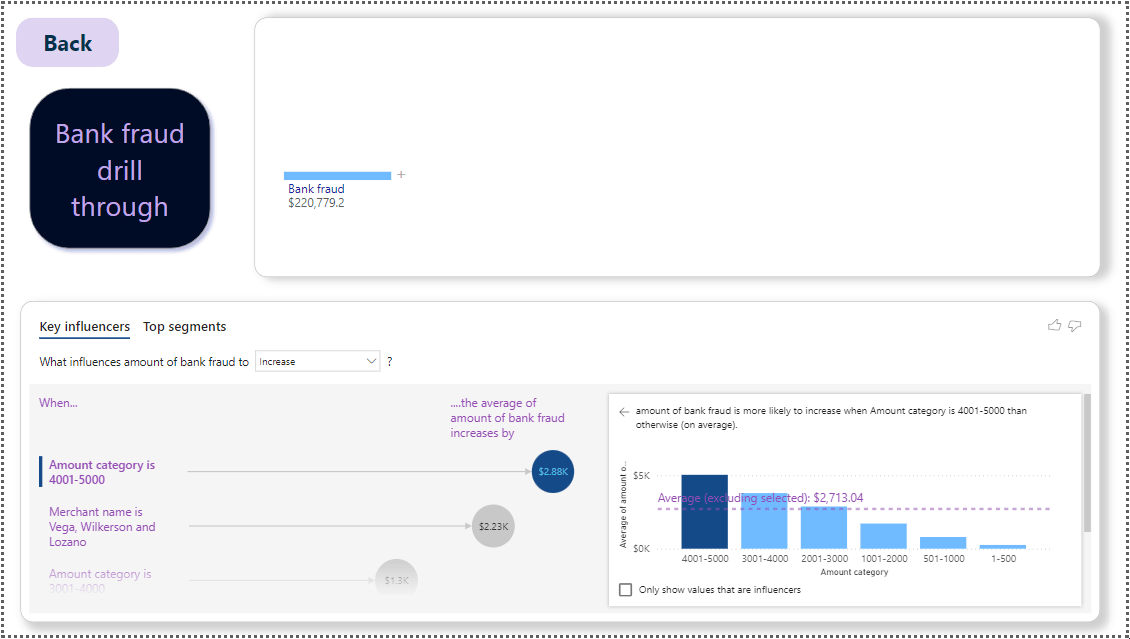 Back
Bank fraud
drill
through
Bank fraud
$220,779.2
Key influencers
Top segments
What influences amount of bank fraud to
Increase
?
When...
....the average of
amount of bank fraud
increases by
Amount category is
4001-5000
$2.88K
Merchant name is
Vega, Wilkerson and
Lozano
$2.23K
Amount category is
3001-4000
$1.3K
amount of bank fraud is more likely to increase when Amount category is 4001-5000 than
otherwise (on average).
Average of amount o...
$5K
Average (excluding selected): $2,713.04
$0K
4001-5000
3001-4000
2001-3000
1001-2000
501-1000
1-500
Amount category
Only show values that are influencers